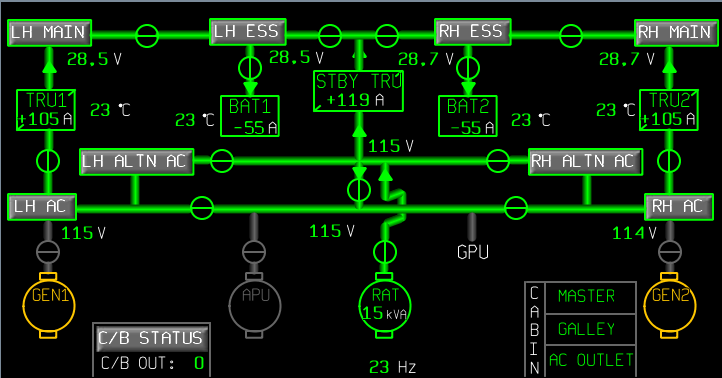 LH MAIN
LH ESS
RH ESS
RH MAIN
28.5 V
28.5 V
28.7 V
28.7 V
TRU1
+105 A
23 °C
BAT1
-55 A
23 °C
STBY TRU
+119 A
BAT2
-55 A
23 °C
TRU2
+105 A
23 °C
115 V
LH ALTN AC
RH ALTN AC
LH AC
RH AC
115 V
115 V
114 V
GPU
GEN1
APU
RAT
15 kVA
GEN2
23 Hz
C/B STATUS
C/B OUT: 0
CABIN
MASTER
GALLEY
AC OUTLET